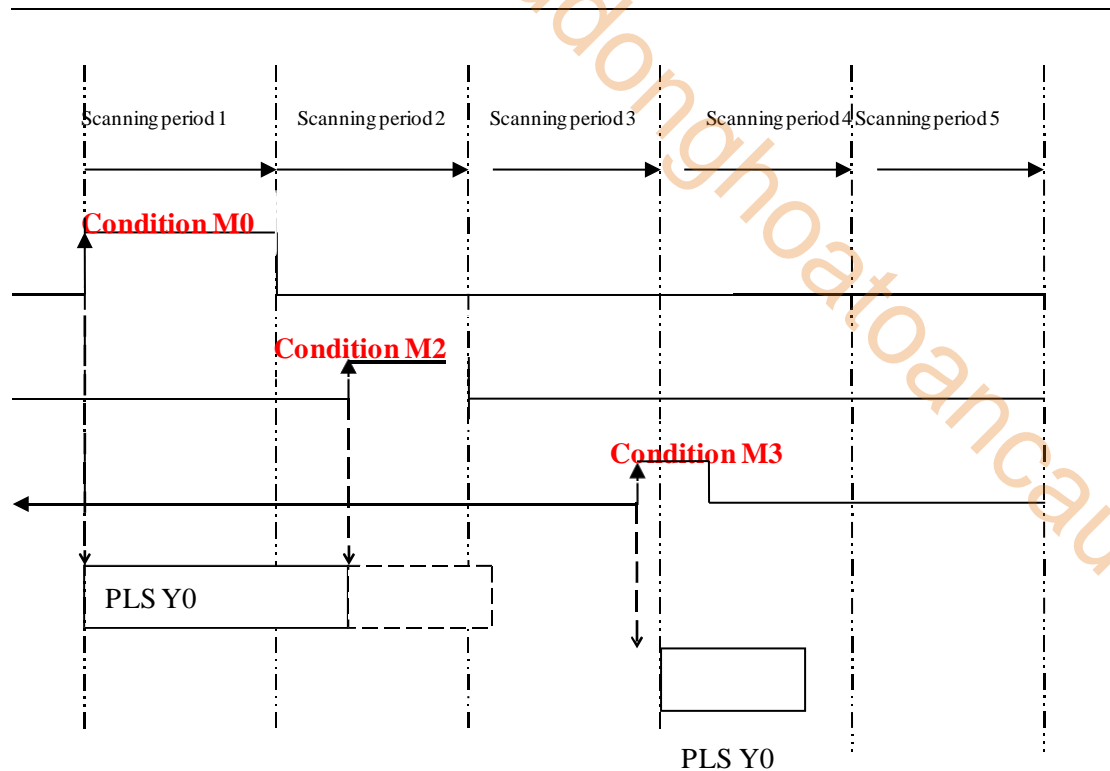 Scanning period 1
Scanning period 2
Scanning period 3
Scanning period 4
Scanning period 5
Condition M0
Condition M2
Condition M3
PLS Y0
PLS Y0
donghoatoancau